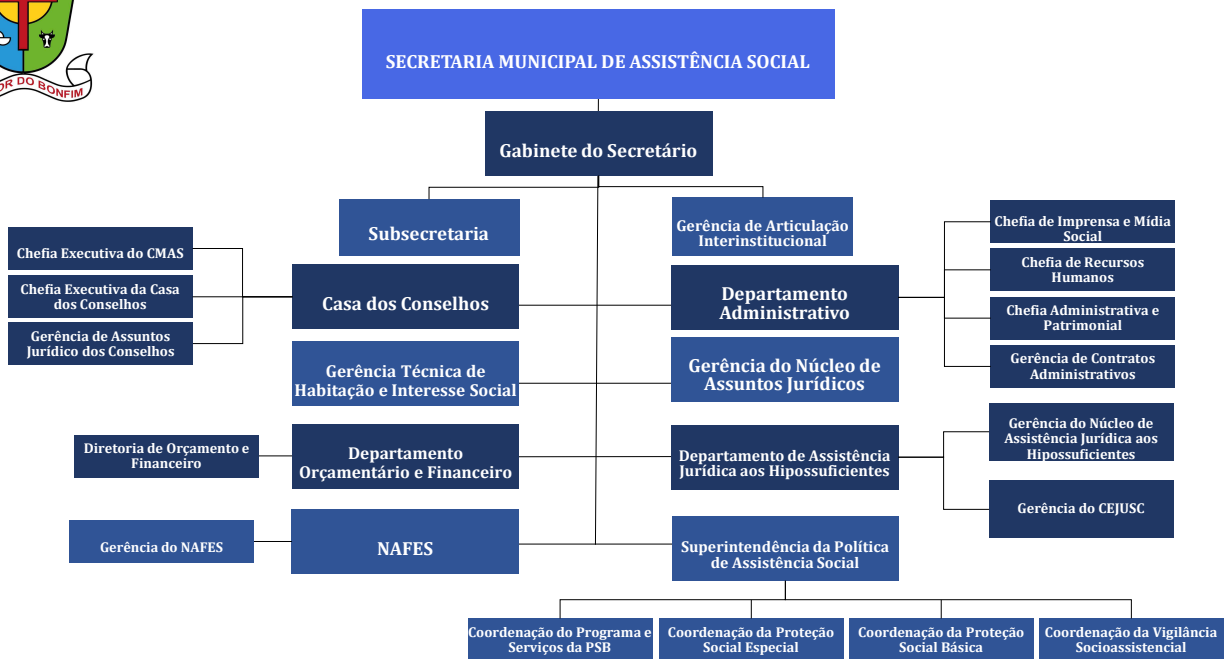 OR DO BONFIM
SECRETARIA MUNICIPAL DE ASSISTÊNCIA SOCIAL
Gabinete do Secretário
Subsecretaria
Gerência de Articulação
Interinstitucional
Chefia Executiva do CMAS
Chefia Executiva da Casa
dos Conselhos
Gerência de Assuntos
Jurídico dos Conselhos
Casa dos Conselhos
Departamento
Administrativo
Chefia de Imprensa e Mídia
Social
Chefia de Recursos
Humanos
Chefia Administrativa e
Patrimonial
Gerência de Contratos
Administrativos
Gerência Técnica de
Habitação e Interesse Social
Gerência do Núcleo de
Assuntos Jurídicos
Diretoria de Orçamento e
Financeiro
Departamento
Orçamentário e Financeiro
Departamento de Assistência
Jurídica aos Hipossuficientes
Gerência do Núcleo de
Assistência Jurídica aos
Hipossuficientes
Gerência do CEJUSC
Gerência do NAFES
NAFES
Superintendência da Política
de Assistência Social
Coordenação do Programa e
Serviços da PSB
Coordenação da Proteção
Social Especial
Coordenação da Proteção
Social Básica
Coordenação da Vigilância
Socioassistencial